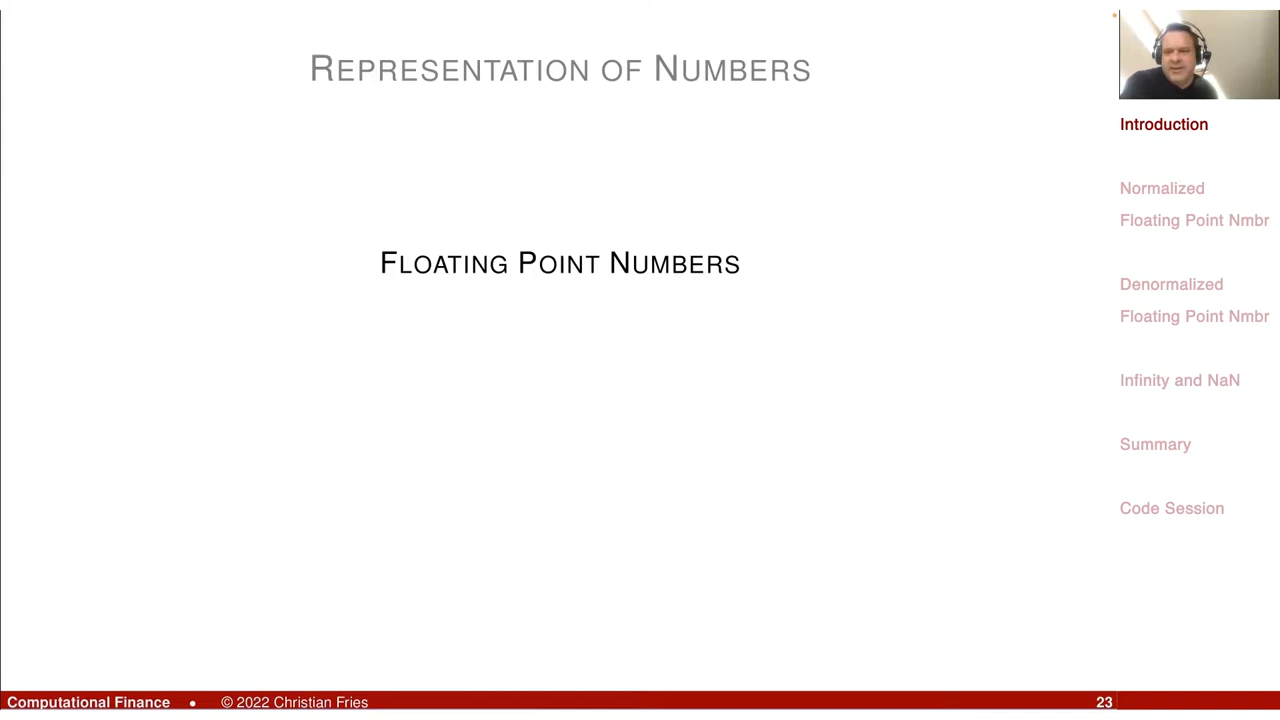 REPRESENTATION OF NUMBERS
FLOATING POINT NUMBERS
Introduction
Normalized
Floating Point Nmbr
Denormalized
Floating Point Nmbr
Infinity and NaN
Summary
Code Session
Computational Finance • © 2022 Christian Fries 23